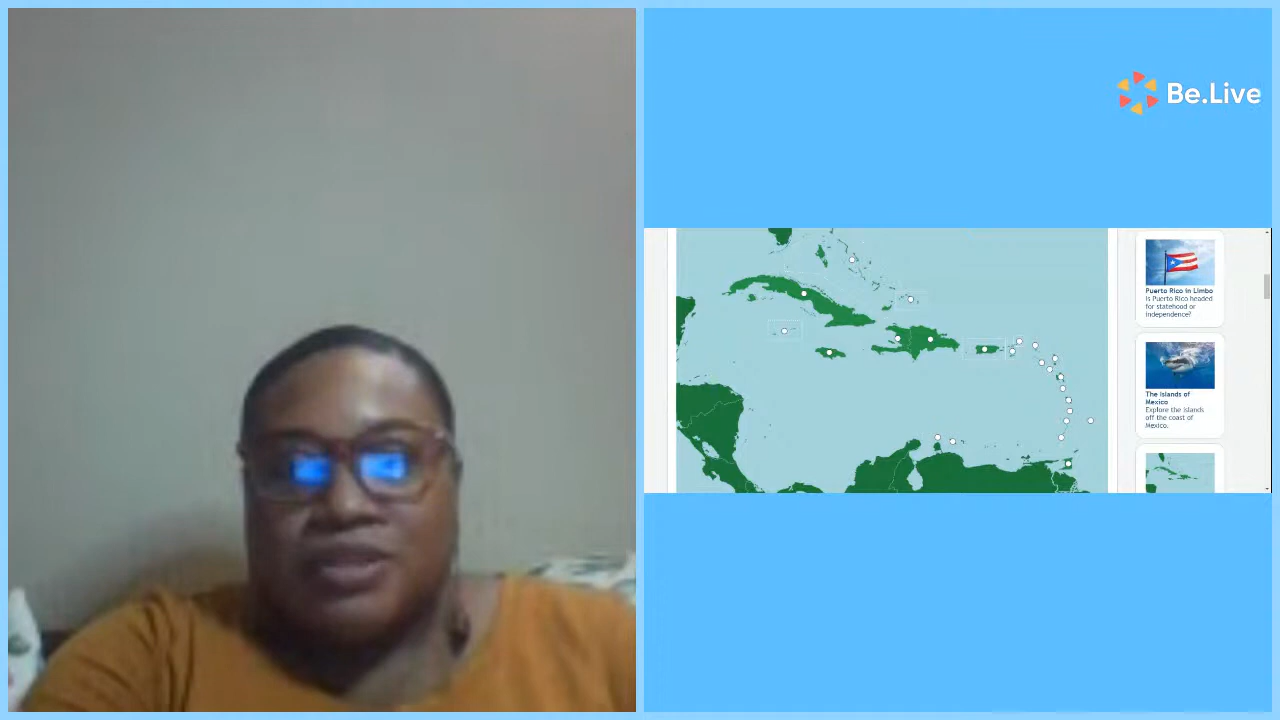 Be.Live
Puerto Rico in Limbo
Is Puerto Rico headed
for statehood or
independence?
The Islands of
Mexico
Explore the islands
off the coast of
Mexico.